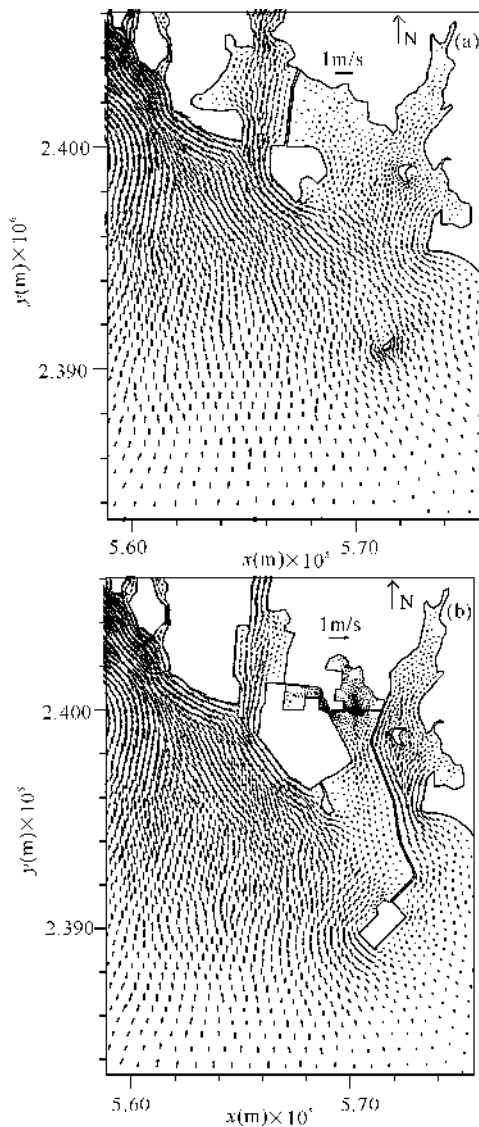 N
(a)
1m/s
2.400
y(m)×10⁶
2.390
5.60 5.70
x(m)×10⁵
N
(b)
1m/s
2.400
y(m)×10⁵
2.390
5.60 5.70
x(m)×10⁵